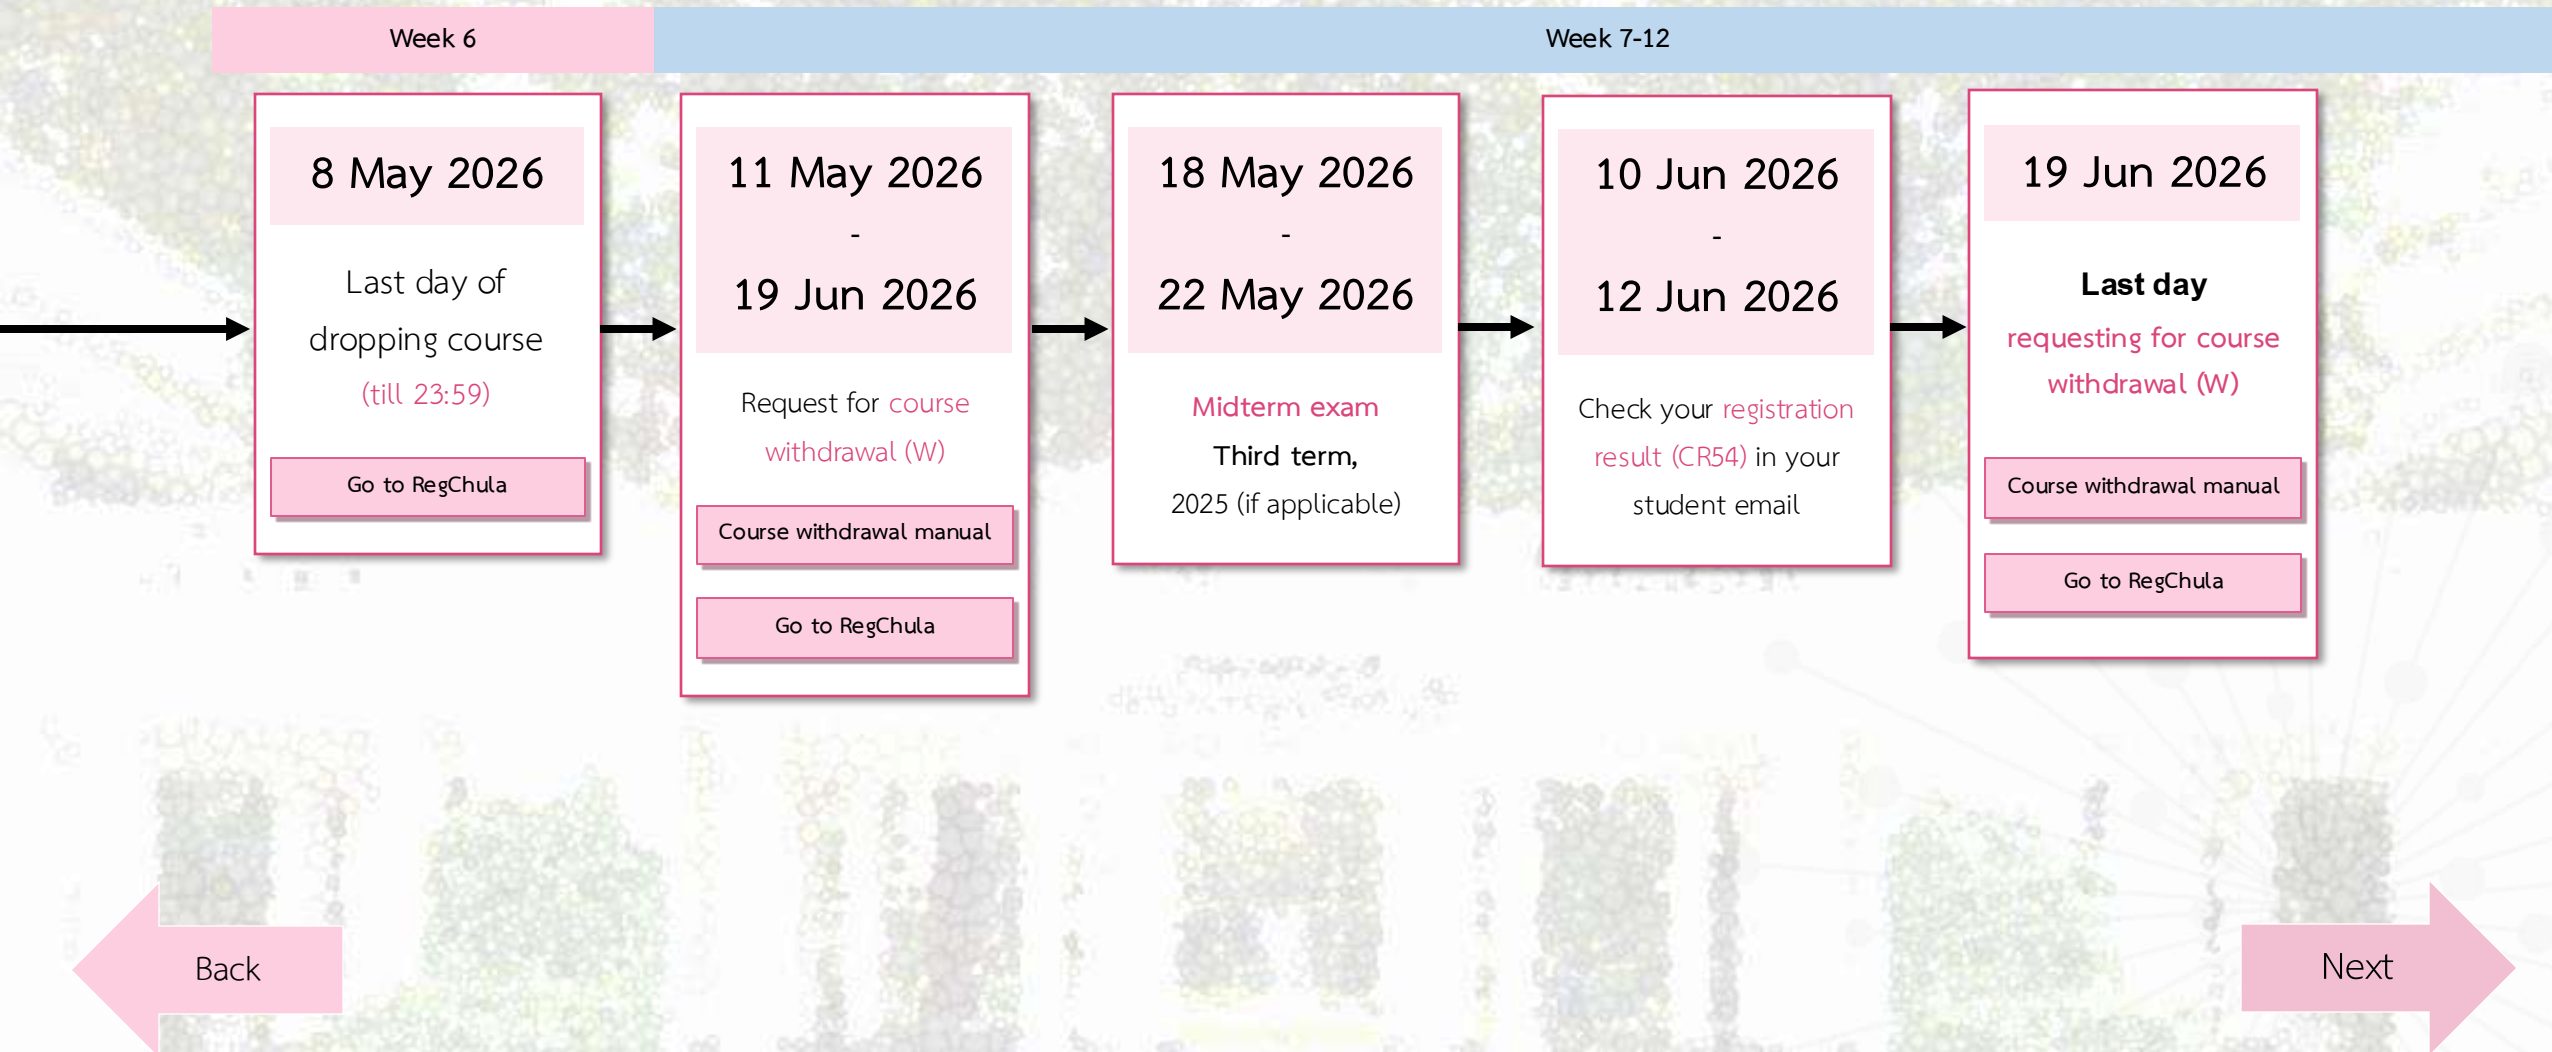 Week 6
Week 7-12
8 May 2026
Last day of
dropping course
(till 23:59)
Go to RegChula
11 May 2026
-
19 Jun 2026
Request for course
withdrawal (W)
Course withdrawal manual
Go to RegChula
18 May 2026
-
22 May 2026
Midterm exam
Third term,
2025 (if applicable)
10 Jun 2026
-
12 Jun 2026
Check your registration
result (CR54) in your
student email
19 Jun 2026
Last day
requesting for course
withdrawal (W)
Course withdrawal manual
Go to RegChula
Back
Next